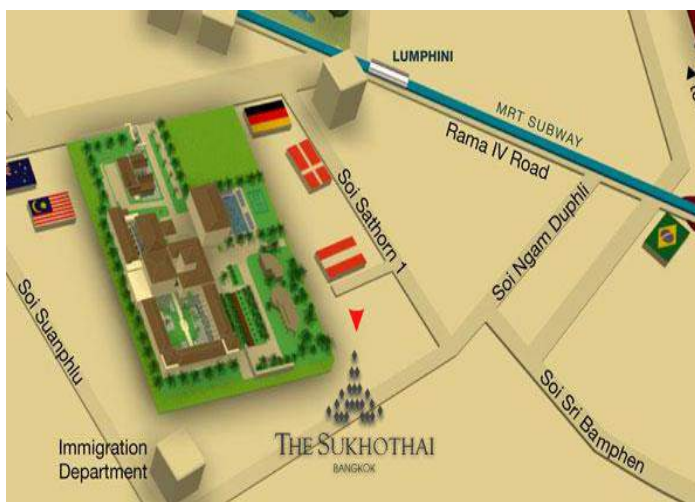 LUMPHINI
MRT SUBWAY
Rama IV Road
Soi Sathorn 1
Soi Ngam Duphli
Soi Suanphlu
Soi Sri Bamphen
Immigration
Department
THE SUKHOTHAI
BANGKOK